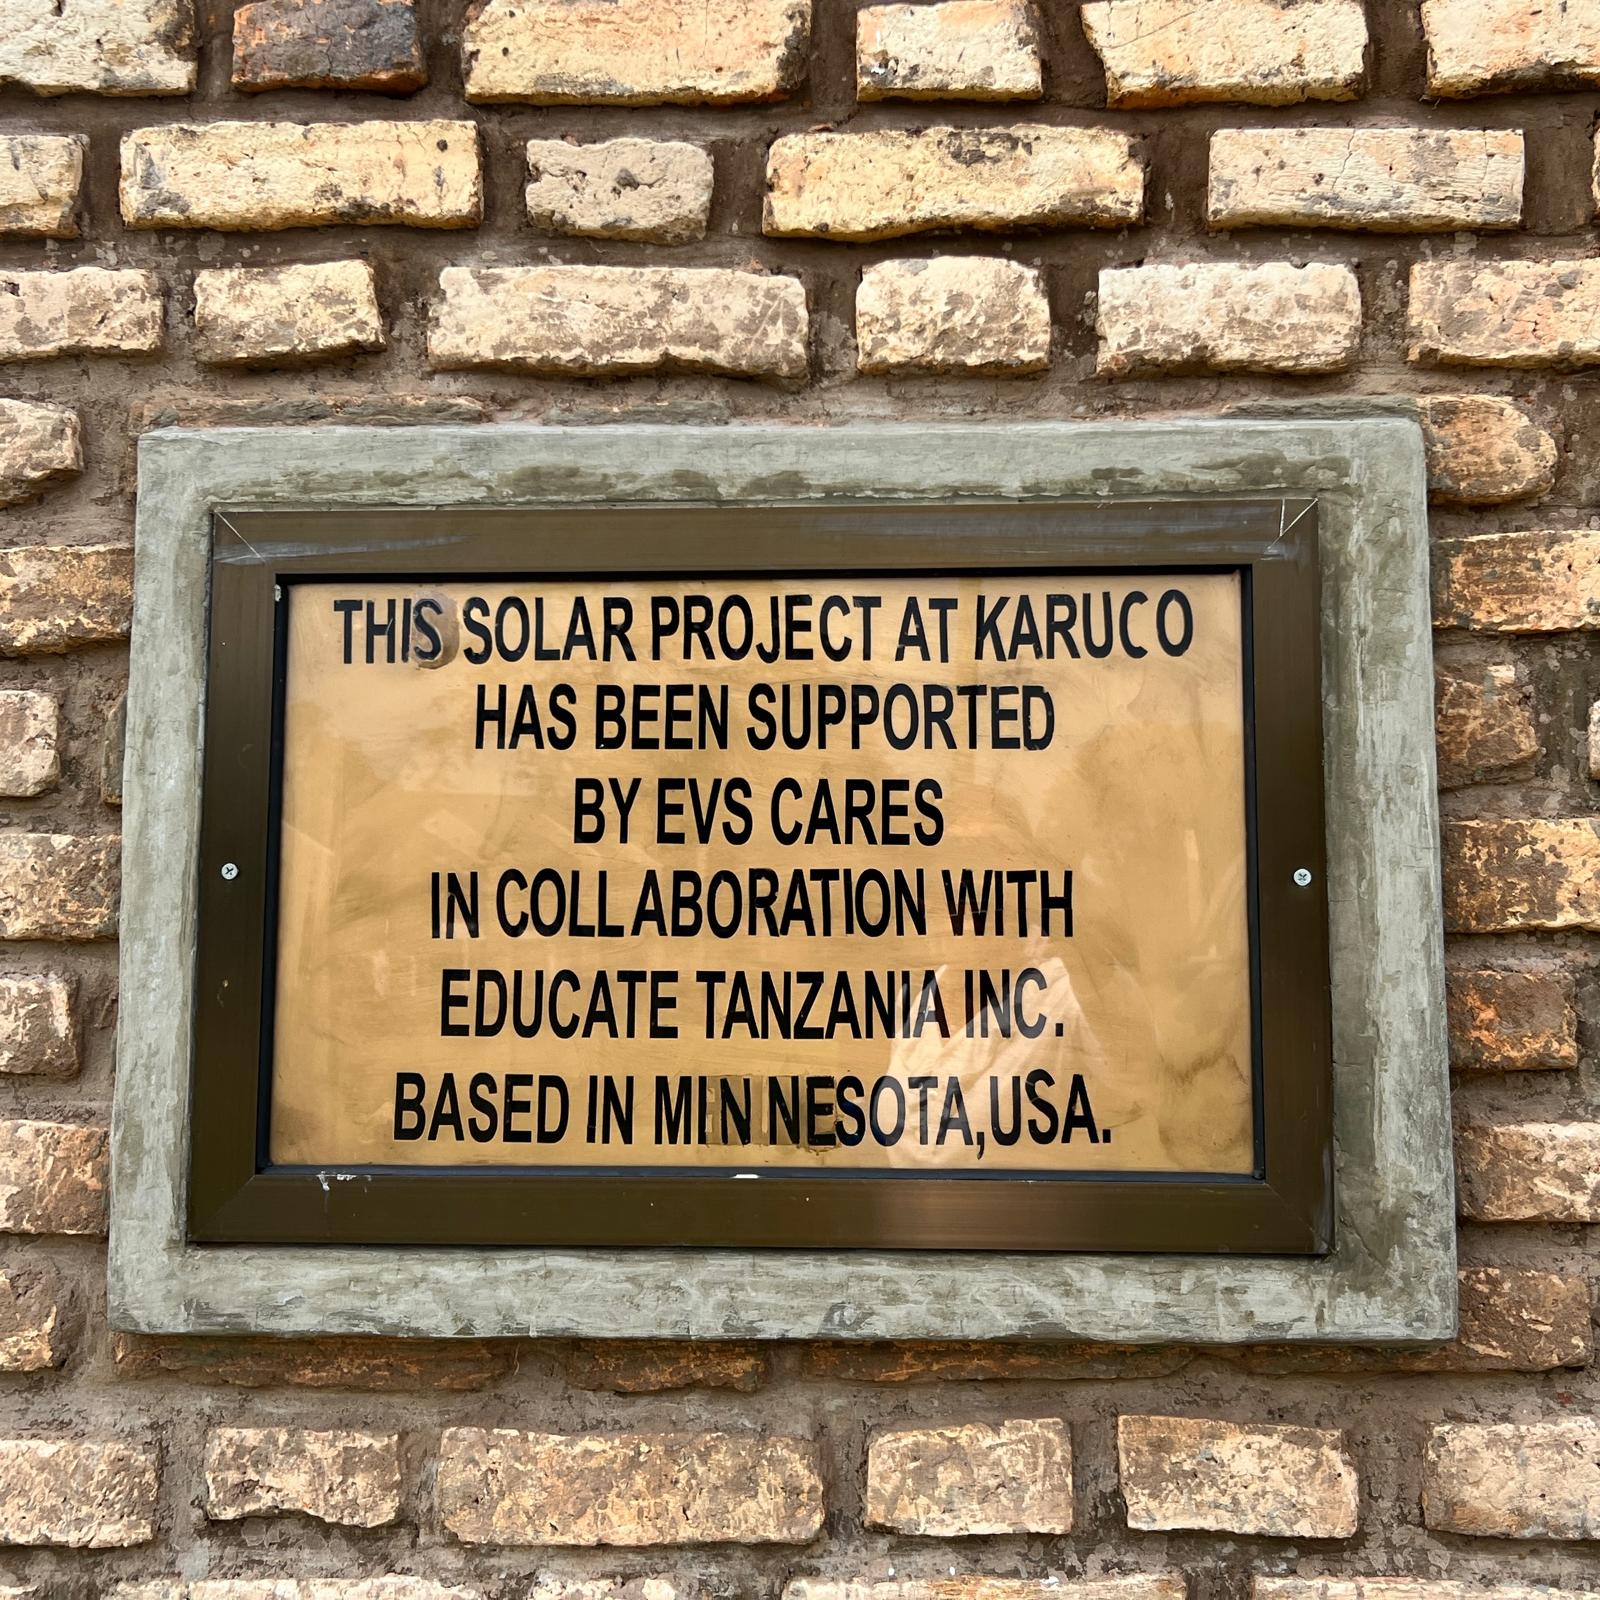 THIS SOLAR PROJECT AT KARUCO
HAS BEEN SUPPORTED
BY EVS CARES
IN COLLABORATION WITH
EDUCATE TANZANIA INC.
BASED IN MINNESOTA,USA.